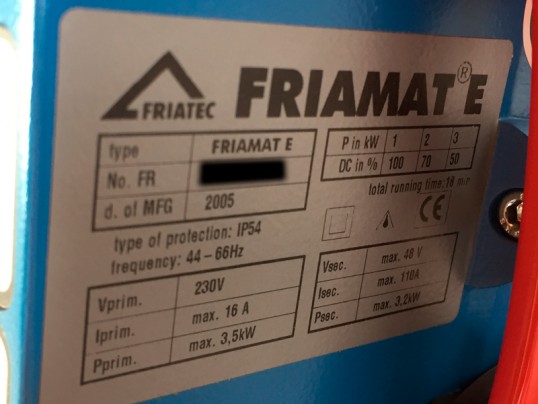 FRIATEC
FRIAMAT® E
type FRIAMAT E
No. FR
d. of MFG 2005
P in kW 1 2 3
DC in % 100 70 50
total running time: 18 min
type of protection: IP54
frequency: 44 – 66Hz
CE
Vprim. 230V
Iprim. max. 16 A
Pprim. max. 3,5kW
Vsec. max. 48 V
Isec. max. 110A
Psec. max. 3,2kW